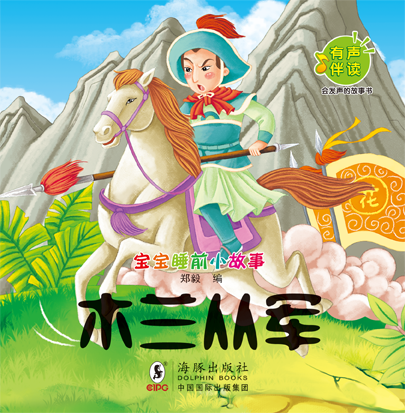 有声
伴读
会发声的故事书
花
宝宝睡前小故事
郑毅 编
木兰从军
海豚出版社
DOLPHIN BOOKS
CIPG 中国国际出版集团